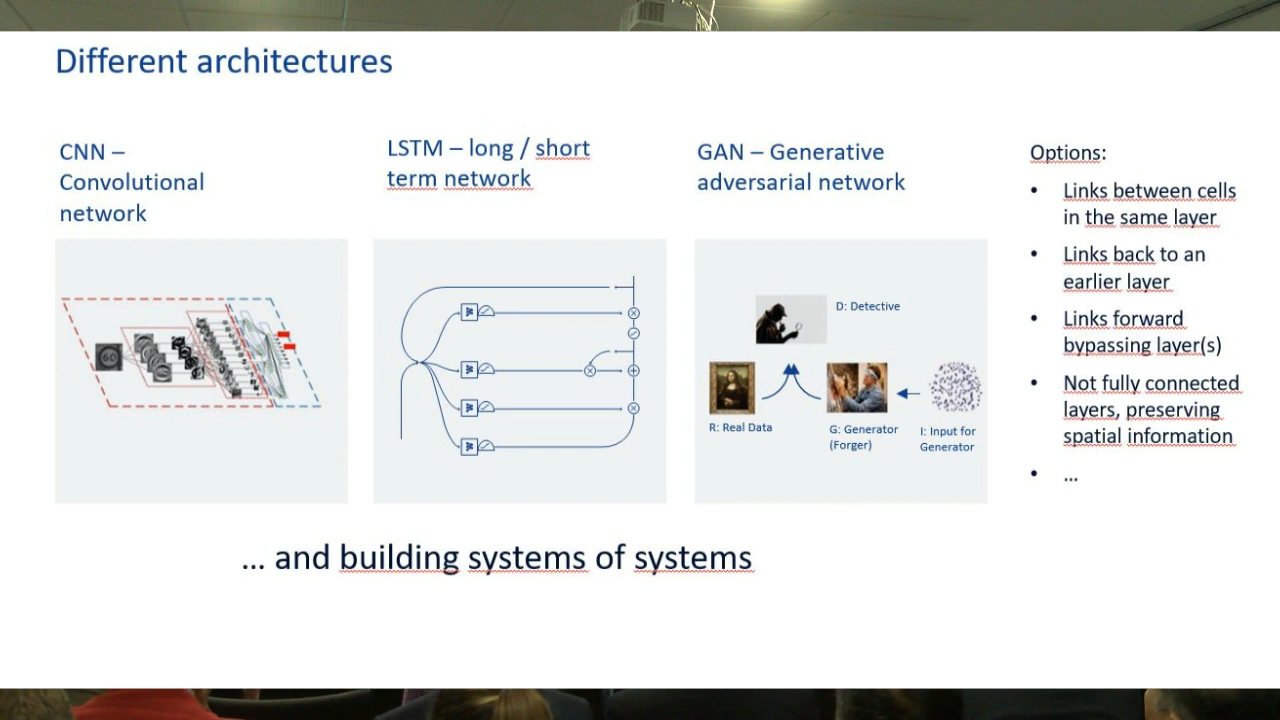 Different architectures
CNN –
Convolutional
network
LSTM – long / short
term network
GAN – Generative
adversarial network
D: Detective
R: Real Data
G: Generator
(Forger)
I: Input for
Generator
60
Options:
• Links between cells
in the same layer
• Links back to an
earlier layer
• Links forward
bypassing layer(s)
• Not fully connected
layers, preserving
spatial information
• ...
... and building systems of systems